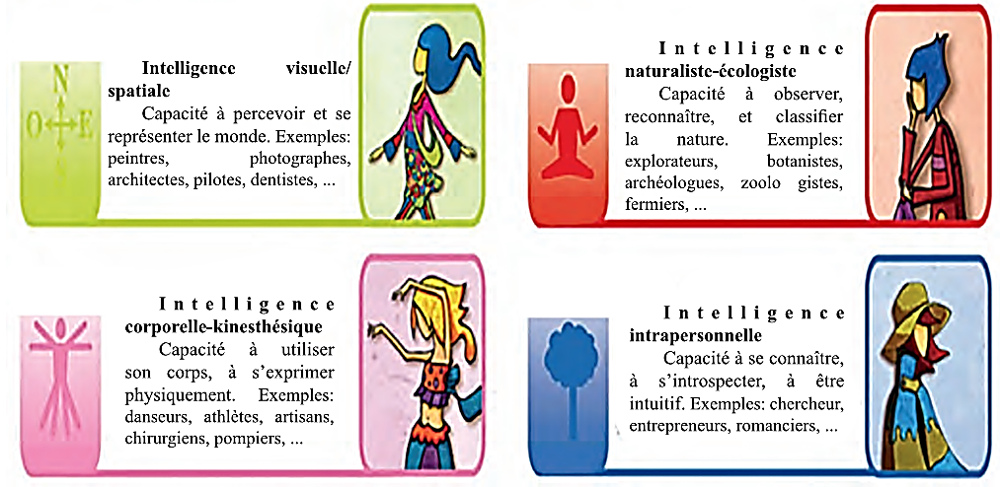 N
O E
Intelligence visuelle/
spatiale
Capacité à percevoir et se
représenter le monde. Exemples:
peintres, photographes,
architectes, pilotes, dentistes, ...
Intelligence
naturaliste-écologiste
Capacité à observer,
reconnaître, et classifier
la nature. Exemples:
explorateurs, botanistes,
archéologues, zoolo gistes,
fermiers, ...
Intelligence
corporelle-kinesthésique
Capacité à utiliser
son corps, à s’exprimer
physiquement. Exemples:
danseurs, athlètes, artisans,
chirurgiens, pompiers, ...
Intelligence
intrapersonnelle
Capacité à se connaître,
à s’introspecter, à être
intuitif. Exemples: chercheur,
entrepreneurs, romanciers, ...